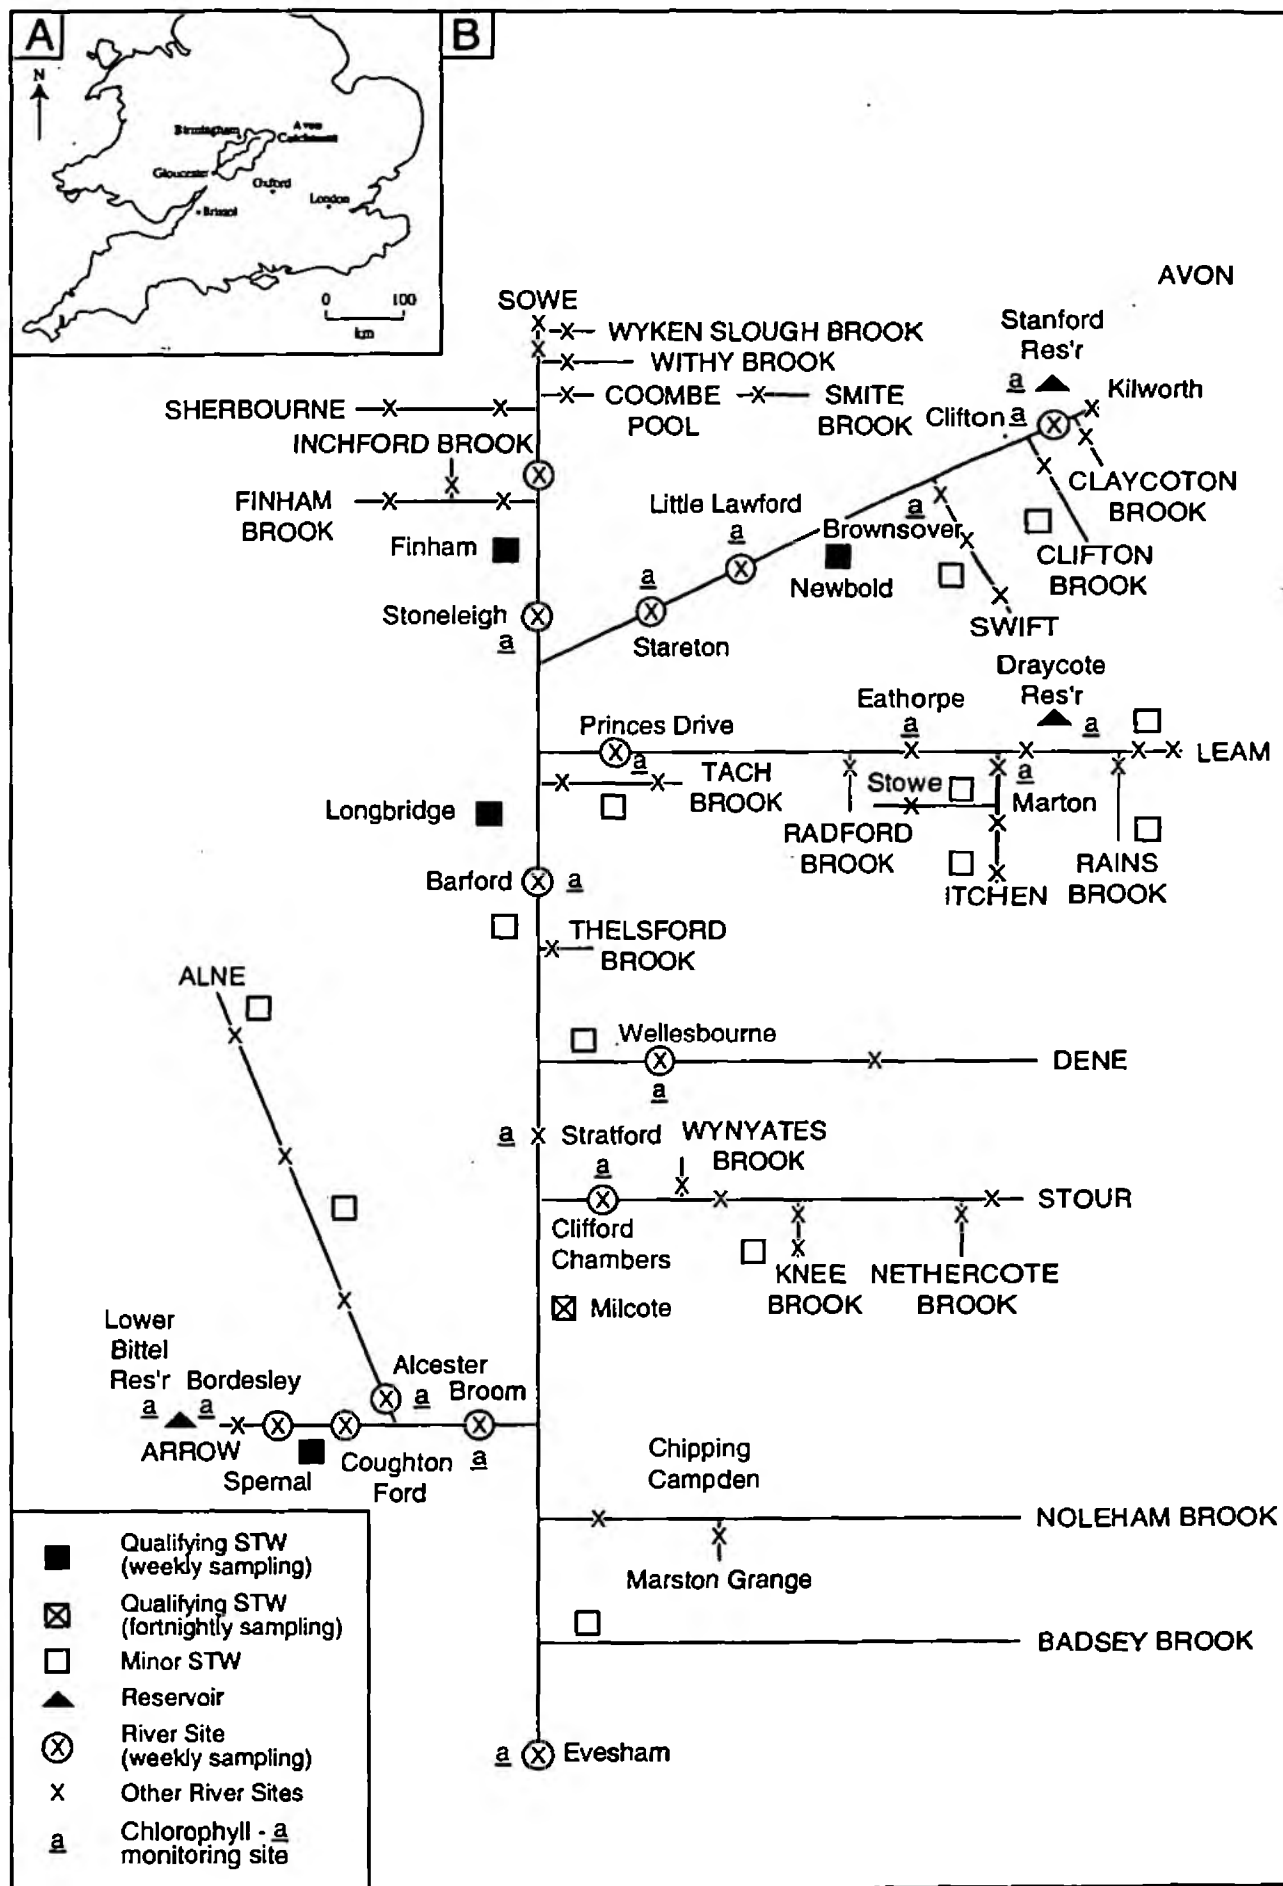 A
B
N
Birmingham
Avon
Catchment
Gloucester
Oxford
London
Bristol
0 100
km
AVON
SOWE
X
X WYKEN SLOUGH BROOK
X
X WITHY BROOK
Stanford
Res'r
a
Kilworth
X
SHERBOURNE X X
X COOMBE
POOL
X SMITE
BROOK
Clifton a
X
INCHFORD BROOK
X
X
X
CLAYCOTON
BROOK
FINHAM
BROOK
X X
Little Lawford
a
X
X
a
Brownsover
X
X
CLIFTON
BROOK
Finham
Newbold
X
SWIFT
Stoneleigh X
a
a
X
Stareton
Draycote
Res'r
a
Eathorpe
a
Princes Drive
X
a
X
X
X X LEAM
X X TACH
BROOK
X
RADFORD
BROOK
Stowe
X
X
X
X
ITCHEN
a
Marton
X
RAINS
BROOK
Longbridge
Barford X a
X THELSFORD
BROOK
ALNE
X
X
X
Wellesbourne
X
a
X DENE
a X Stratford
WYNYATES
BROOK
X
a
X
Clifford
Chambers
X
X STOUR
X
X
KNEE
BROOK
X
NETHERCOTE
BROOK
Milcote
Lower
Bittel
Res'r
a
Bordesley
a
Alcester
X a
Broom
X
a
ARROW
X X X
Spernal
Coughton
Ford
Chipping
Campden
X NOLEHAM BROOK
X
Marston Grange
BADSEY BROOK
a X Evesham
Qualifying STW
(weekly sampling)
Qualifying STW
(fortnightly sampling)
Minor STW
Reservoir
X River Site
(weekly sampling)
X Other River Sites
a Chlorophyll - a
monitoring site